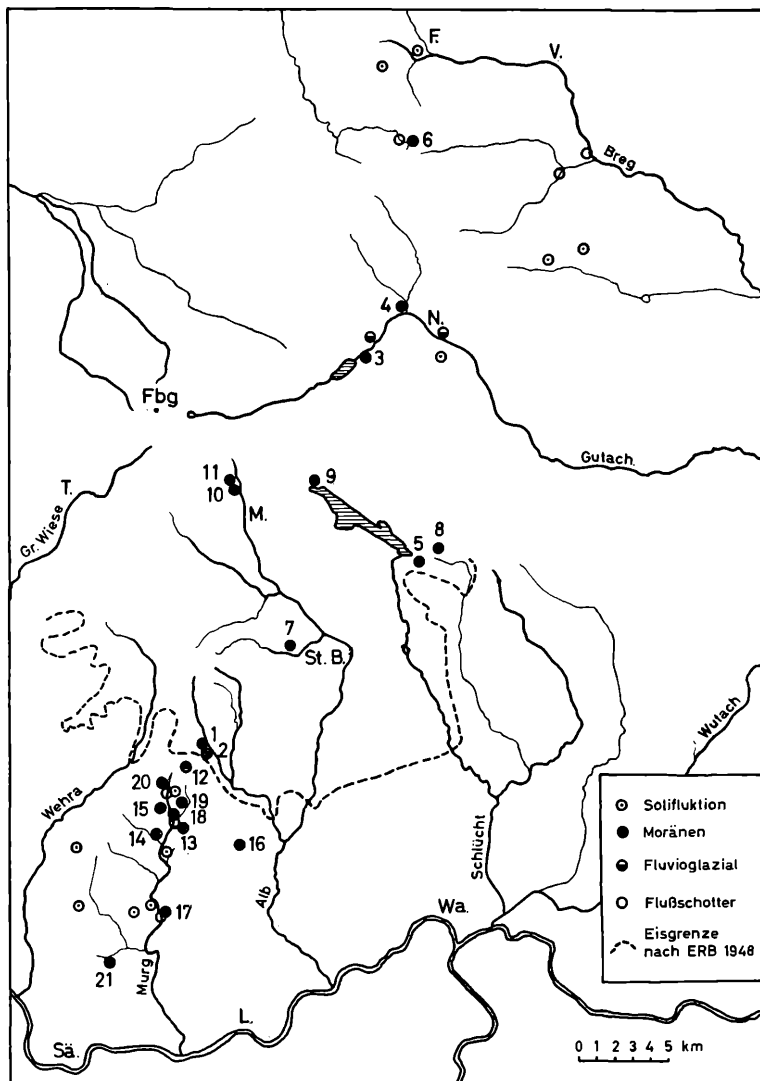 F.
V.
6
Breg
4
N.
3
Fbg
Gutach.
11
9
T.
10
M.
Gr. Wiese
8
5
7
St. B.
Wutach
1
2
12
20
19
15
18
14
13
16
Wehra
Schlücht
Alb
17
Wa.
21
Murg
L.
Sä.
Solifluktion
Moränen
Fluvioglazial
Flußschotter
Eisgrenze
nach ERB 1948
0 1 2 3 4 5 km